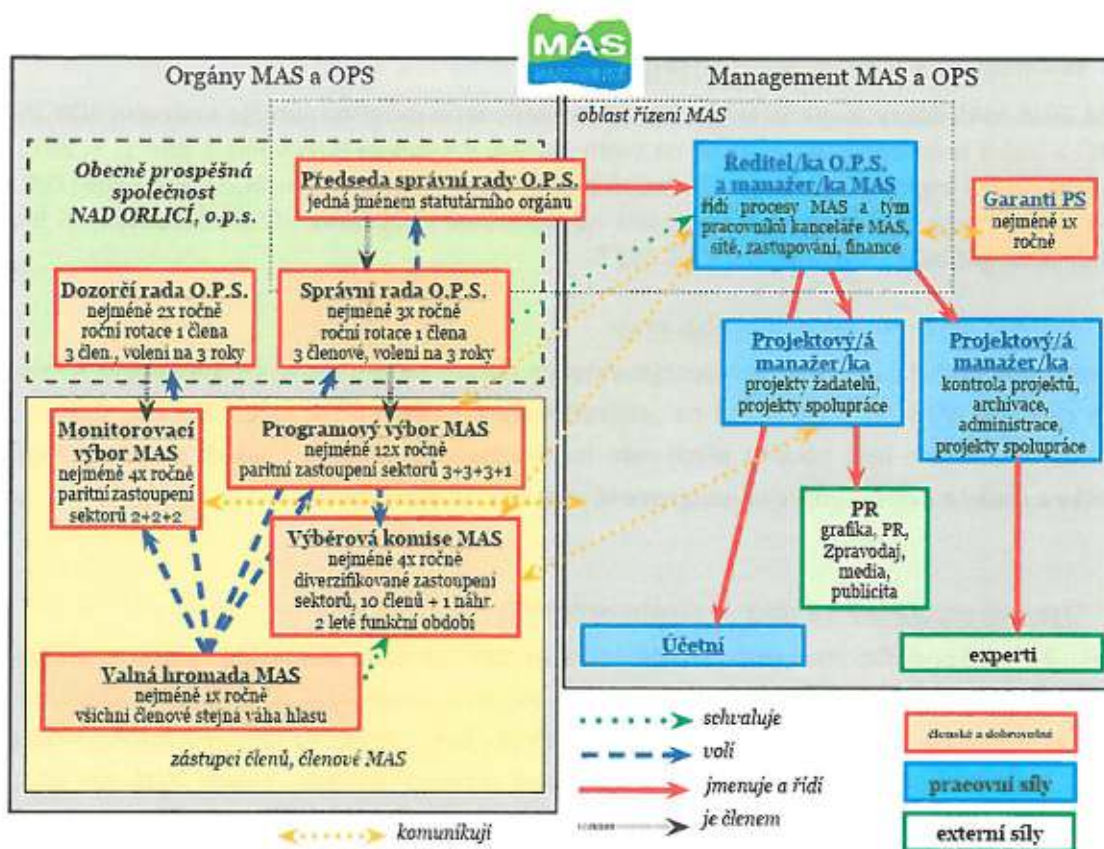 MAS
Orgány MAS a OPS
Management MAS a OPS
oblast řízení MAS
Obecně prospěšná
společnost
NAD ORLICÍ, o.p.s.
Předseda správní rady O.P.S.
jedná jménem statutárního orgánu
Ředitel/ka O.P.S.
a manažer/ka MAS
řídí procesy MAS a tým
pracovníků kanceláře MAS,
sítě, zastupování, finance
Garanti PS
nejméně 1x
ročně
Dozorčí rada O.P.S.
nejméně 2x ročně
roční rotace 1 člena
3 člen., voleni na 3 roky
Správní rada O.P.S.
nejméně 3x ročně
roční rotace 1 člena
3 členové, voleni na 3 roky
Projektový/á
manažer/ka
projekty žadatelů,
projekty spolupráce
Projektový/á
manažer/ka
kontrola projektů,
archivace,
administrace,
projekty spolupráce
Monitorovací
výbor MAS
nejméně 4x ročně
paritní zastoupení
sektorů 2+2+2
Programový výbor MAS
nejméně 12x ročně
paritní zastoupení sektorů 3+3+3+1
Výběrová komise MAS
nejméně 4x ročně
diverzifikované zastoupení
sektorů, 10 členů + 1 náhr.
2 leté funkční období
PR
grafika, PR,
Zpravodaj,
media,
publicita
Účetní
experti
Valná hromada MAS
nejméně 1x ročně
všichni členové stejná váha hlasu
zástupci členů, členové MAS
schvaluje
volí
jmenuje a řídí
je členem
komunikují
členské a dobrovolné
pracovní síly
externí síly